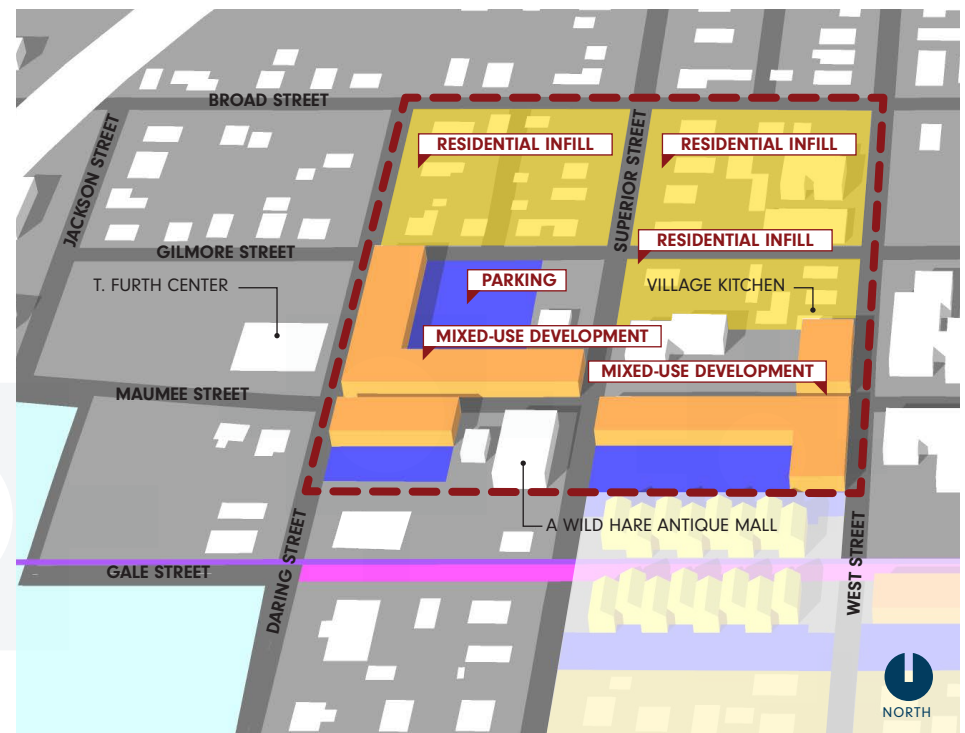 BROAD STREET
JACKSON STREET
RESIDENTIAL INFILL
SUPERIOR STREET
RESIDENTIAL INFILL
GILMORE STREET
RESIDENTIAL INFILL
T. FURTH CENTER
PARKING
VILLAGE KITCHEN
MIXED-USE DEVELOPMENT
MIXED-USE DEVELOPMENT
MAUMEE STREET
A WILD HARE ANTIQUE MALL
DARING STREET
GALE STREET
WEST STREET
NORTH